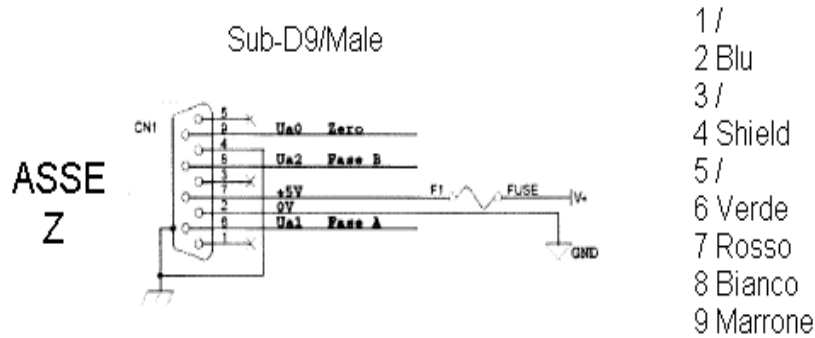 Sub-D9/Male
CN1
ASSE
Z
5
9 Ua0 Zero
4
8 Ua2 Fase B
3
7 +5V F1 FUSE V+
2 0V
6 Ua1 Fase A
1
GND
1 /
2 Blu
3 /
4 Shield
5 /
6 Verde
7 Rosso
8 Bianco
9 Marrone